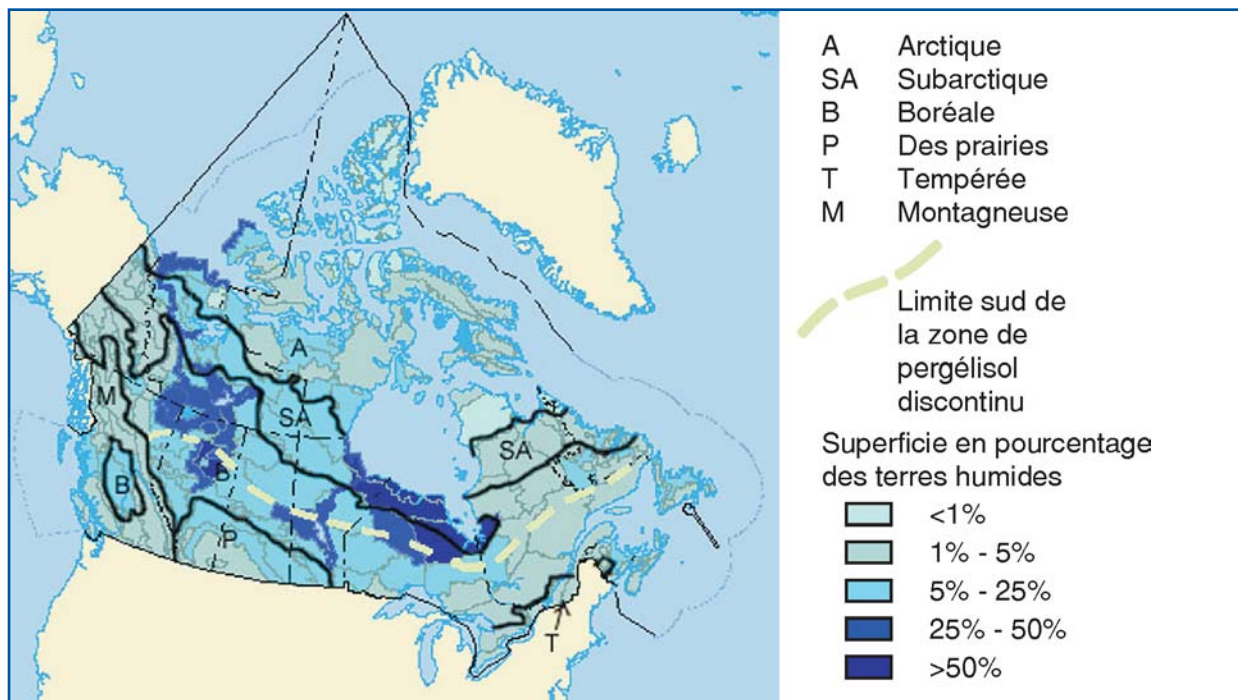 A
SA
M
SA
B
B
P
T
A Arctique
SA Subarctique
B Boréale
P Des prairies
T Tempérée
M Montagneuse
Limite sud de
la zone de
pergélisol
discontinu
Superficie en pourcentage
des terres humides
<1%
1% - 5%
5% - 25%
25% - 50%
>50%